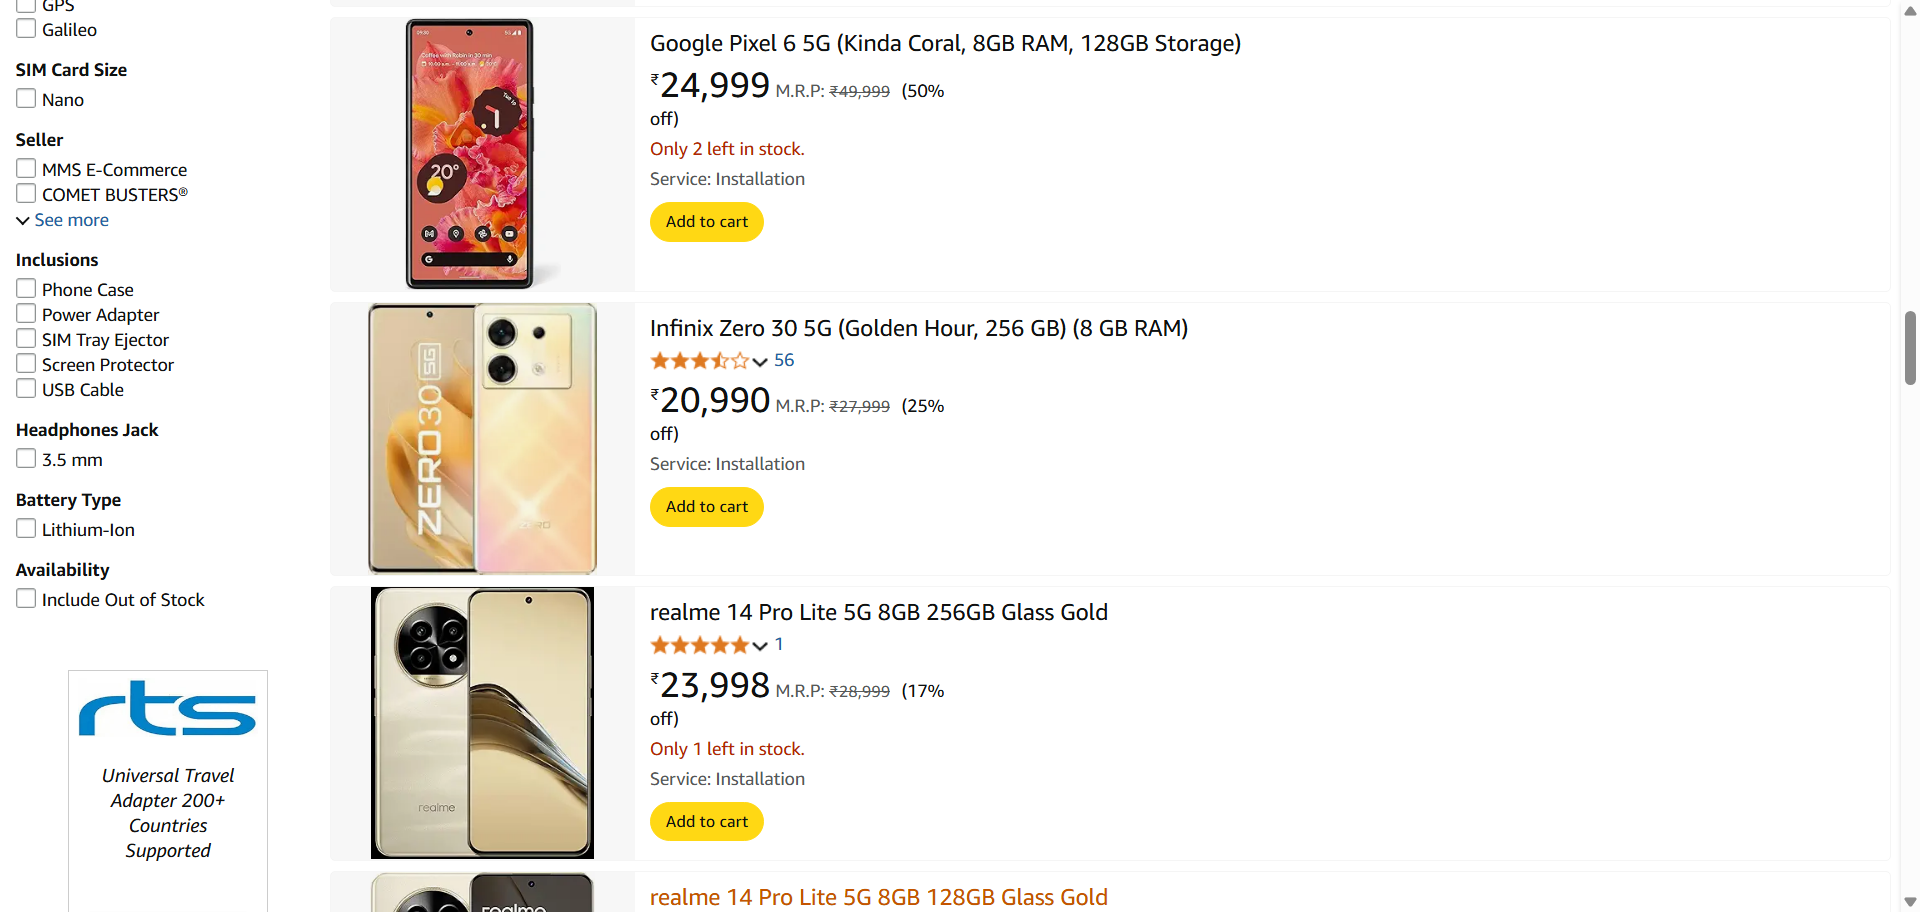 GPS
Galileo
SIM Card Size
Nano
Seller
MMS E-Commerce
COMET BUSTERS®
See more
Inclusions
Phone Case
Power Adapter
SIM Tray Ejector
Screen Protector
USB Cable
Headphones Jack
3.5 mm
Battery Type
Lithium-Ion
Availability
Include Out of Stock
rts
Universal Travel
Adapter 200+
Countries
Supported
20°
Google Pixel 6 5G (Kinda Coral, 8GB RAM, 128GB Storage)
₹24,999 M.R.P: ₹49,999 (50%
off)
Only 2 left in stock.
Service: Installation
Add to cart
ZERO30 5G
Infinix Zero 30 5G (Golden Hour, 256 GB) (8 GB RAM)
56
₹20,990 M.R.P: ₹27,999 (25%
off)
Service: Installation
Add to cart
realme
realme 14 Pro Lite 5G 8GB 256GB Glass Gold
1
₹23,998 M.R.P: ₹28,999 (17%
off)
Only 1 left in stock.
Service: Installation
Add to cart
realme
realme 14 Pro Lite 5G 8GB 128GB Glass Gold